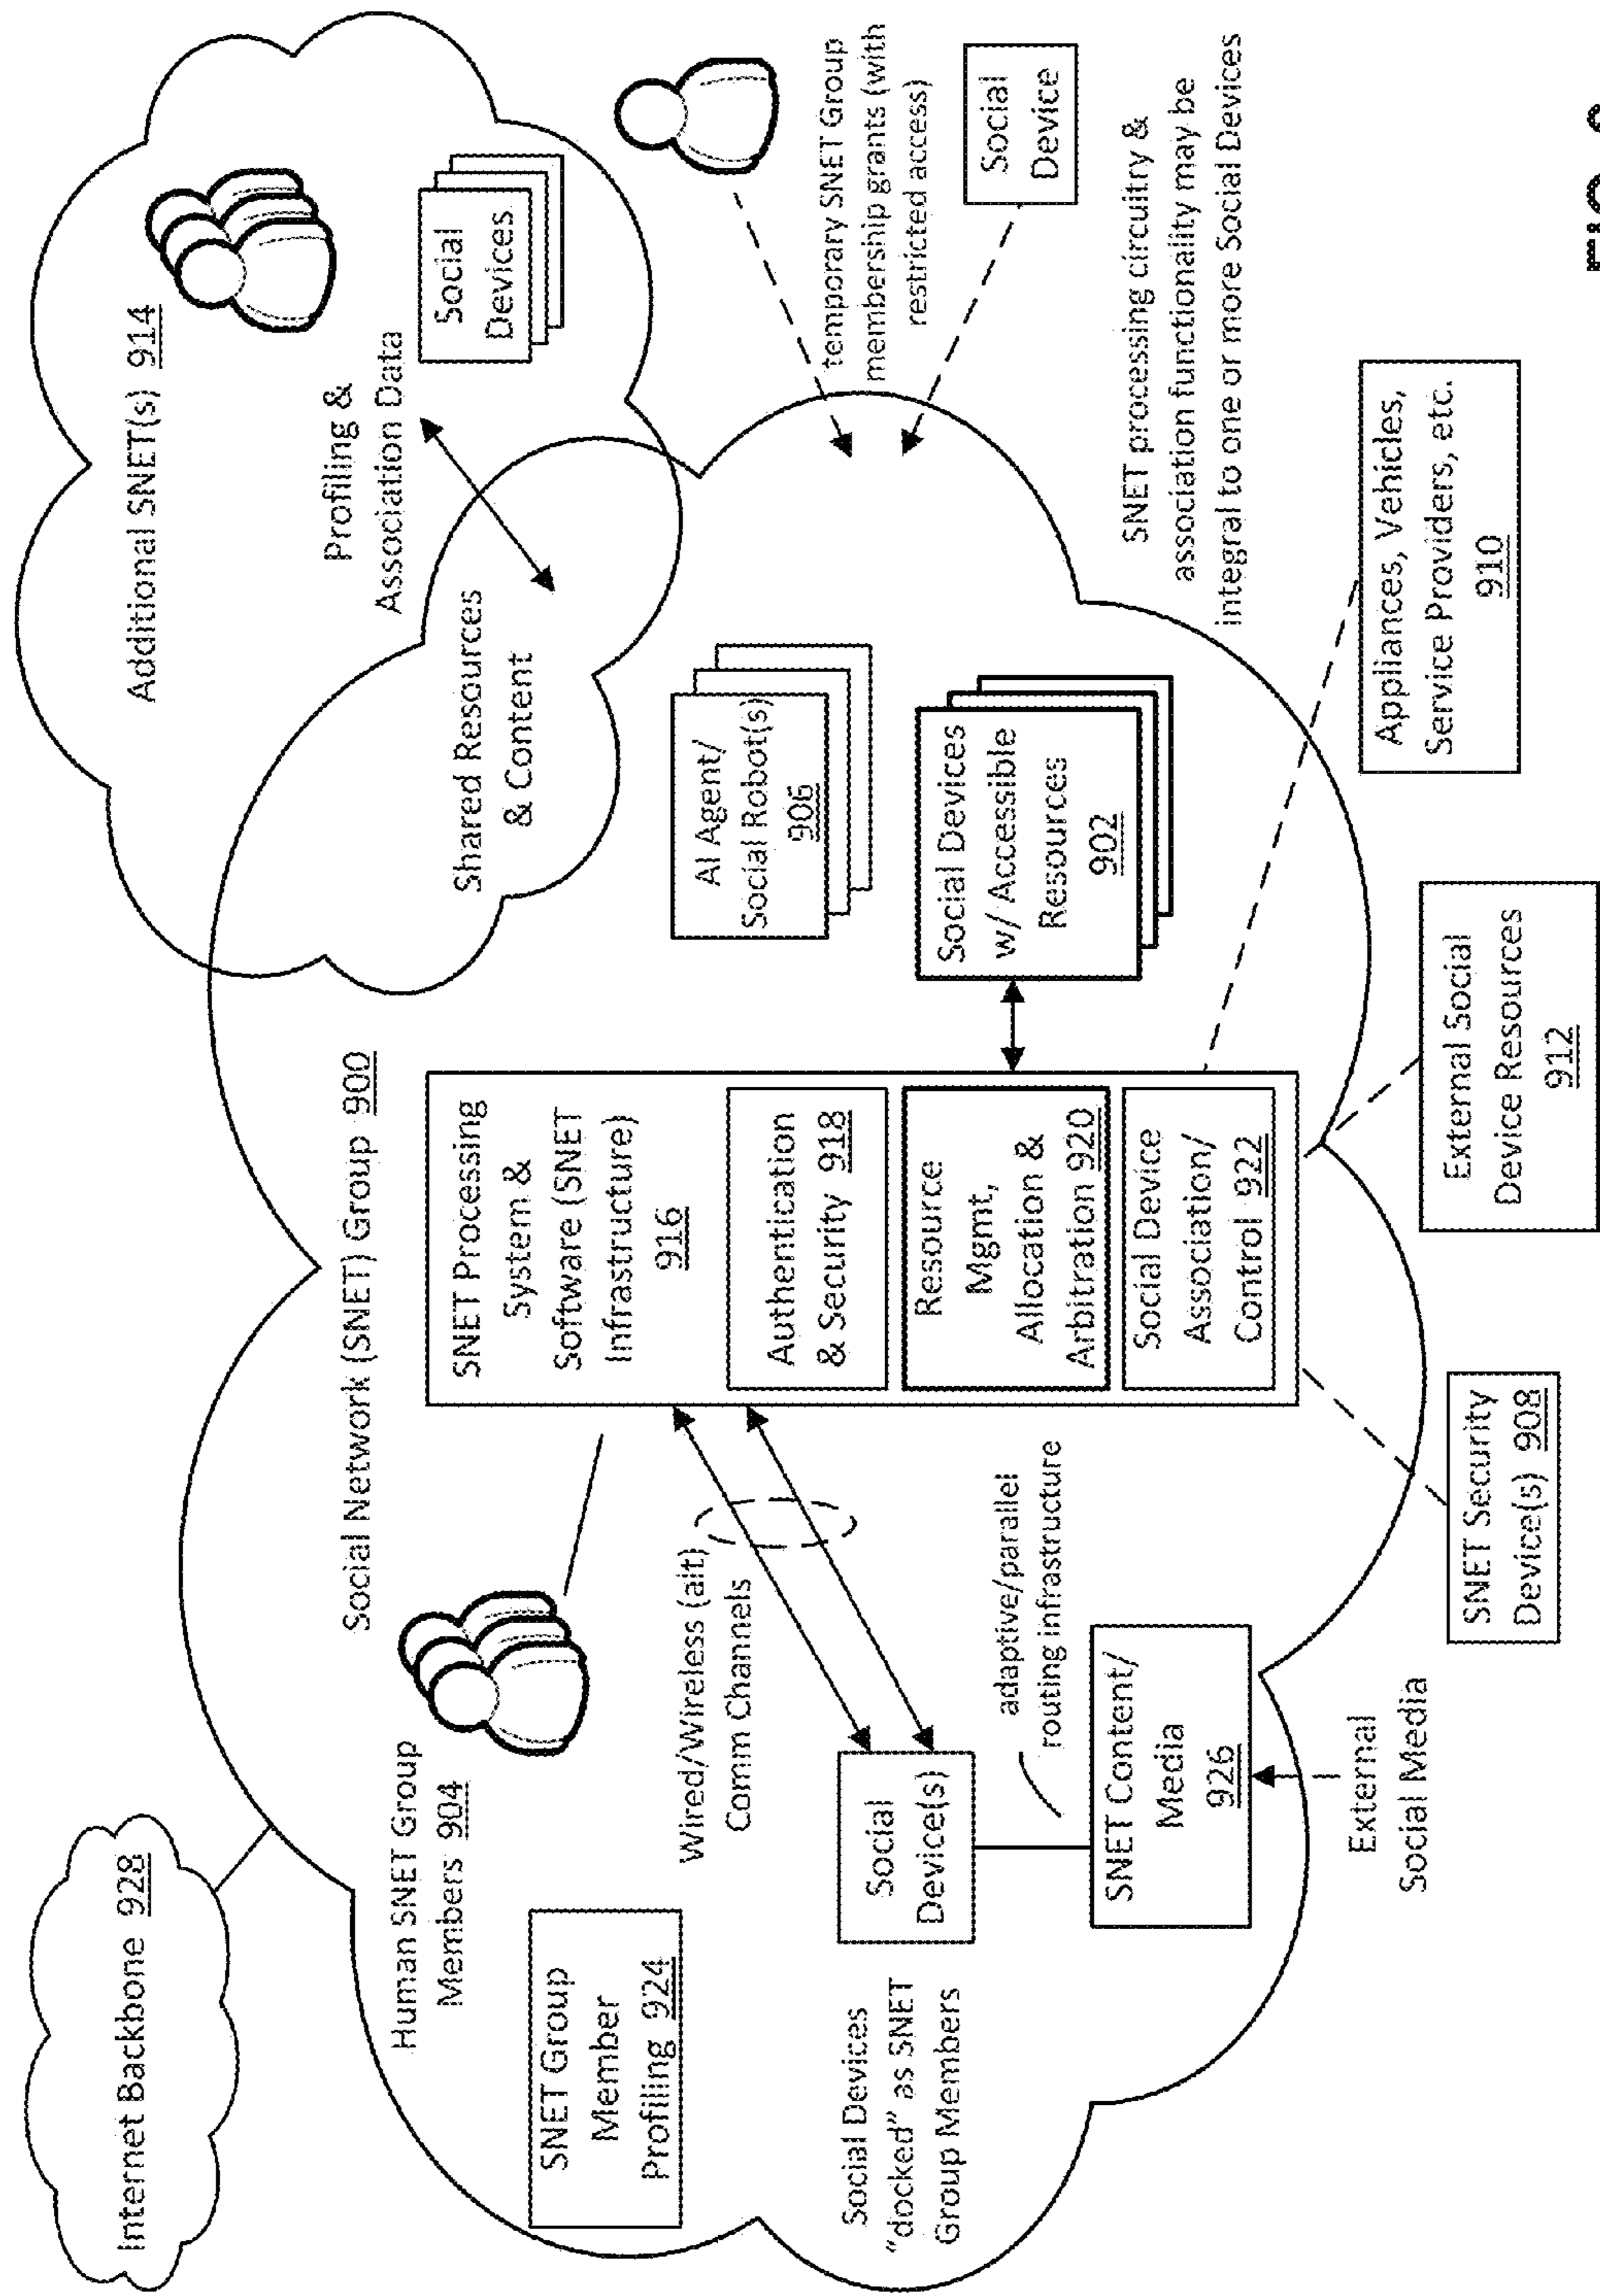 Internet Backbone 928
Social Network (SNET) Group 900
Additional SNET(s) 914
Human SNET Group
Members 904
SNET Group
Member
Profiling 924
SNET Processing
System &
Software (SNET
Infrastructure)
916
Authentication
& Security 918
Resource
Mgmt,
Allocation &
Arbitration 920
Social Device
Association/
Control 922
Wired/Wireless (alt)
Comm Channels
Shared Resources
& Content
Profiling &
Association Data
Social
Devices
AI Agent/
Social Robot(s)
906
Social Devices
w/ Accessible
Resources
902
temporary SNET Group
membership grants (with
restricted access)
Social
Device
SNET processing circuitry &
association functionality may be
integral to one or more Social Devices
Social Devices
“docked” as SNET
Group Members
Social
Device(s)
adaptive/parallel
routing infrastructure
SNET Content/
Media
926
External
Social Media
SNET Security
Device(s) 908
External Social
Device Resources
912
Appliances, Vehicles,
Service Providers, etc.
910